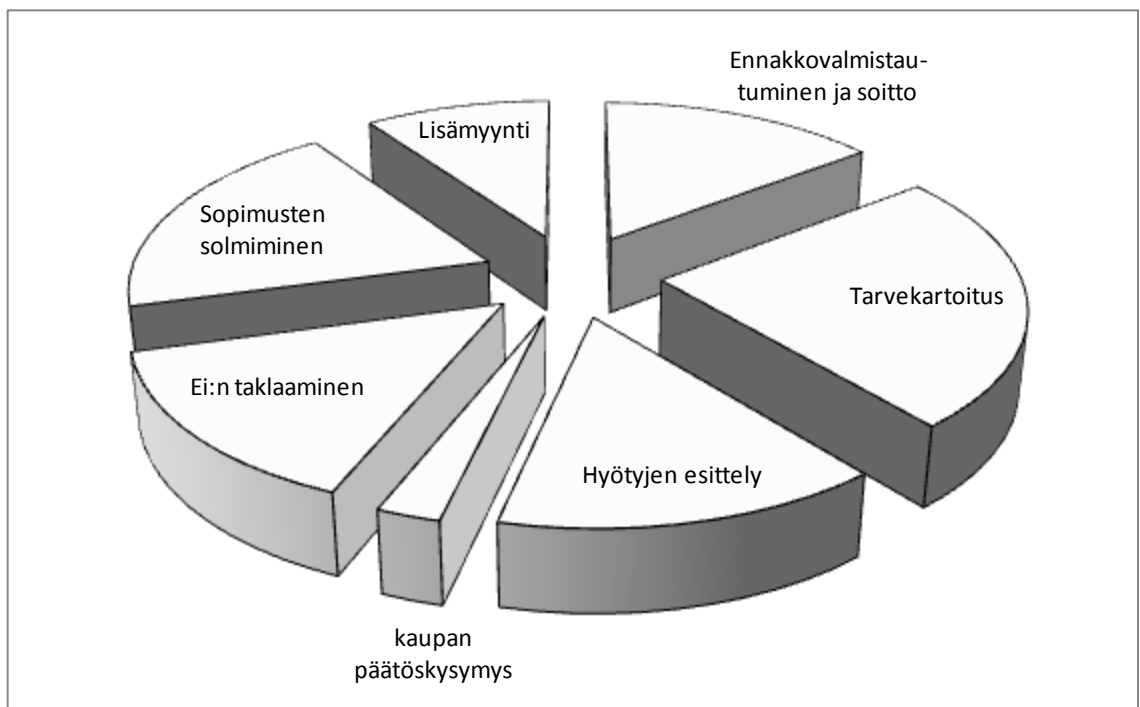 Ennakkovalmistau-
tuminen ja soitto
Tarvekartoitus
Hyötyjen esittely
kaupan
päätöskysymys
Ei:n taklaaminen
Sopimusten
solmiminen
Lisämyynti